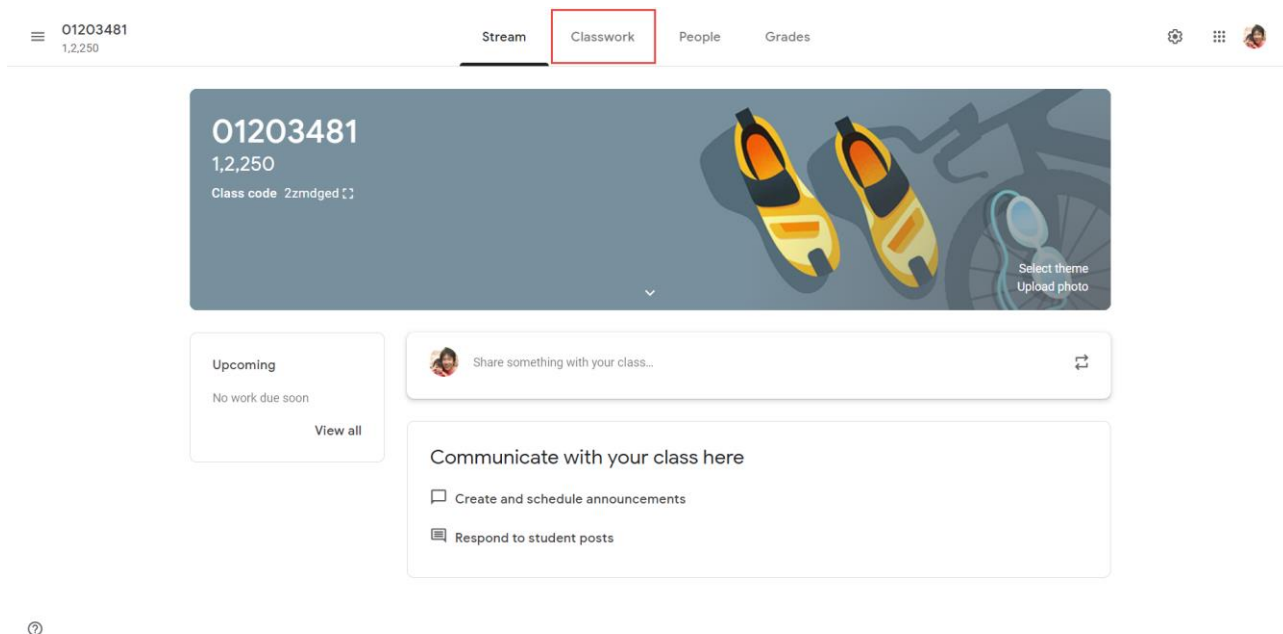 01203481
1,2,250
Stream Classwork People Grades
01203481
1,2,250
Class code 2zmdged
Select theme
Upload photo
Upcoming
No work due soon
View all
Share something with your class...
Communicate with your class here
Create and schedule announcements
Respond to student posts